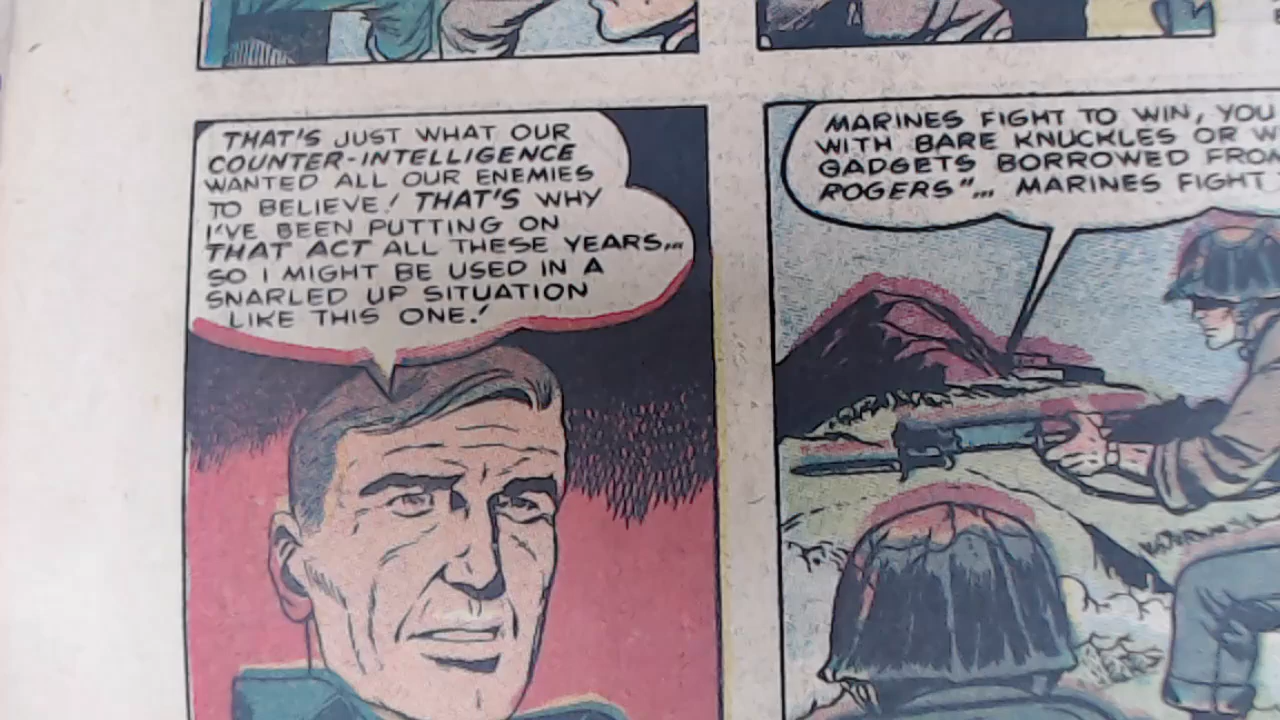 THAT'S JUST WHAT OUR
COUNTER-INTELLIGENCE
WANTED ALL OUR ENEMIES
TO BELIEVE! THAT'S WHY
I'VE BEEN PUTTING ON
THAT ACT ALL THESE YEARS...
SO I MIGHT BE USED IN A
SNARLED UP SITUATION
LIKE THIS ONE!
MARINES FIGHT TO WIN, YOU
WITH BARE KNUCKLES OR
GADGETS BORROWED FROM
ROGERS"... MARINES FIGHT